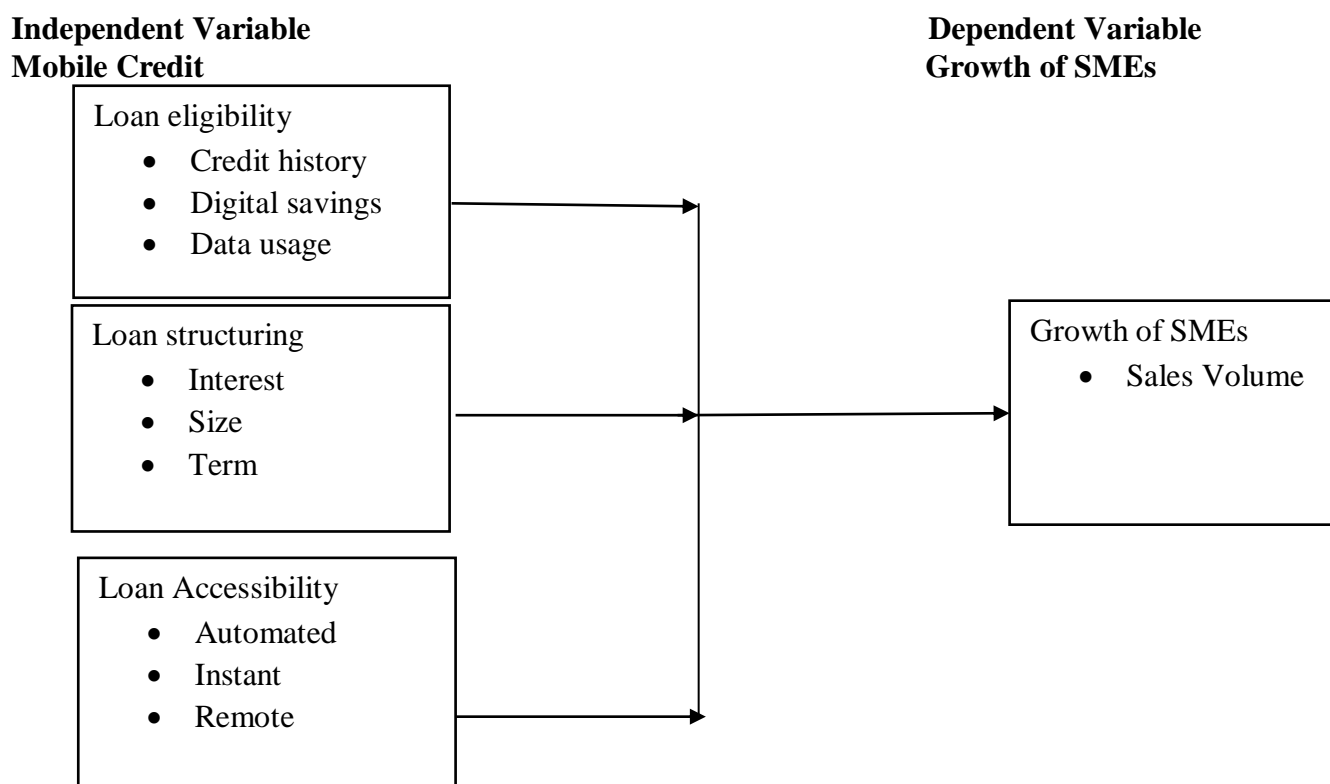 Independent Variable
Mobile Credit
Dependent Variable
Growth of SMEs
Loan eligibility
• Credit history
• Digital savings
• Data usage
Loan structuring
• Interest
• Size
• Term
Loan Accessibility
• Automated
• Instant
• Remote
Growth of SMEs
• Sales Volume